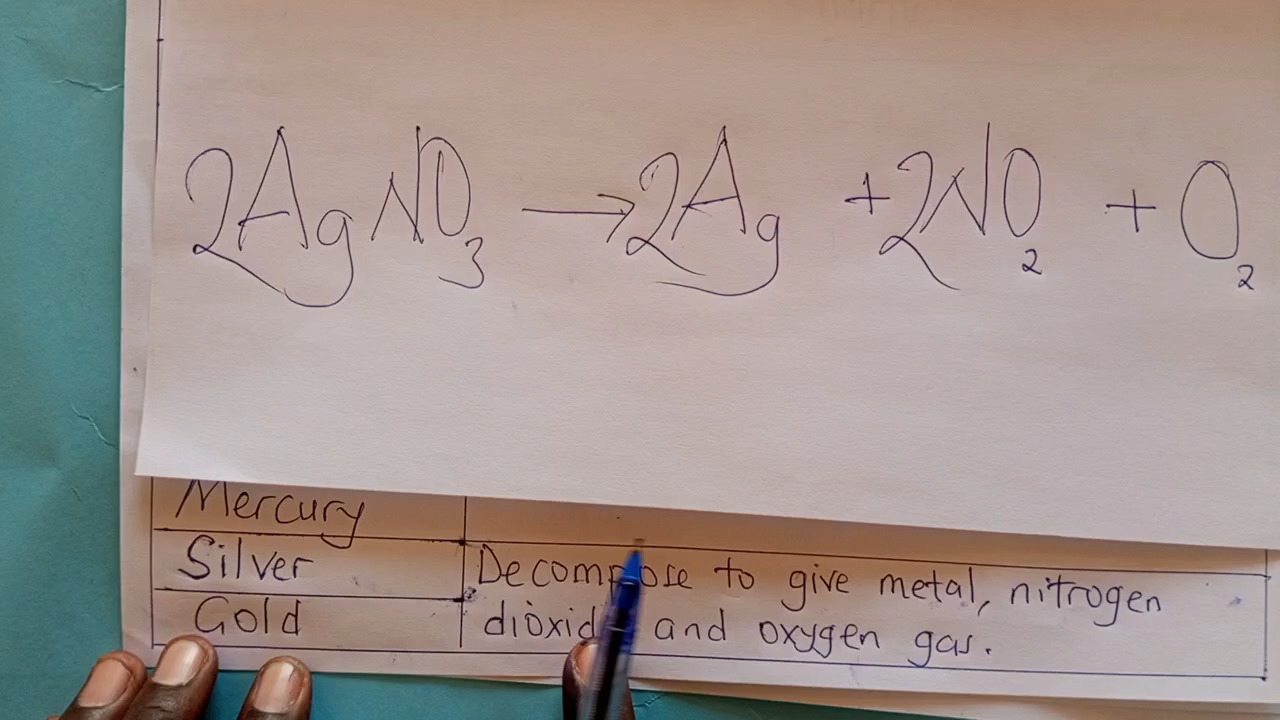 2AgNO₃ → 2Ag + 2NO₂ + O₂
Mercury
Silver
Gold
Decompose to give metal, nitrogen
dioxide and oxygen gas.